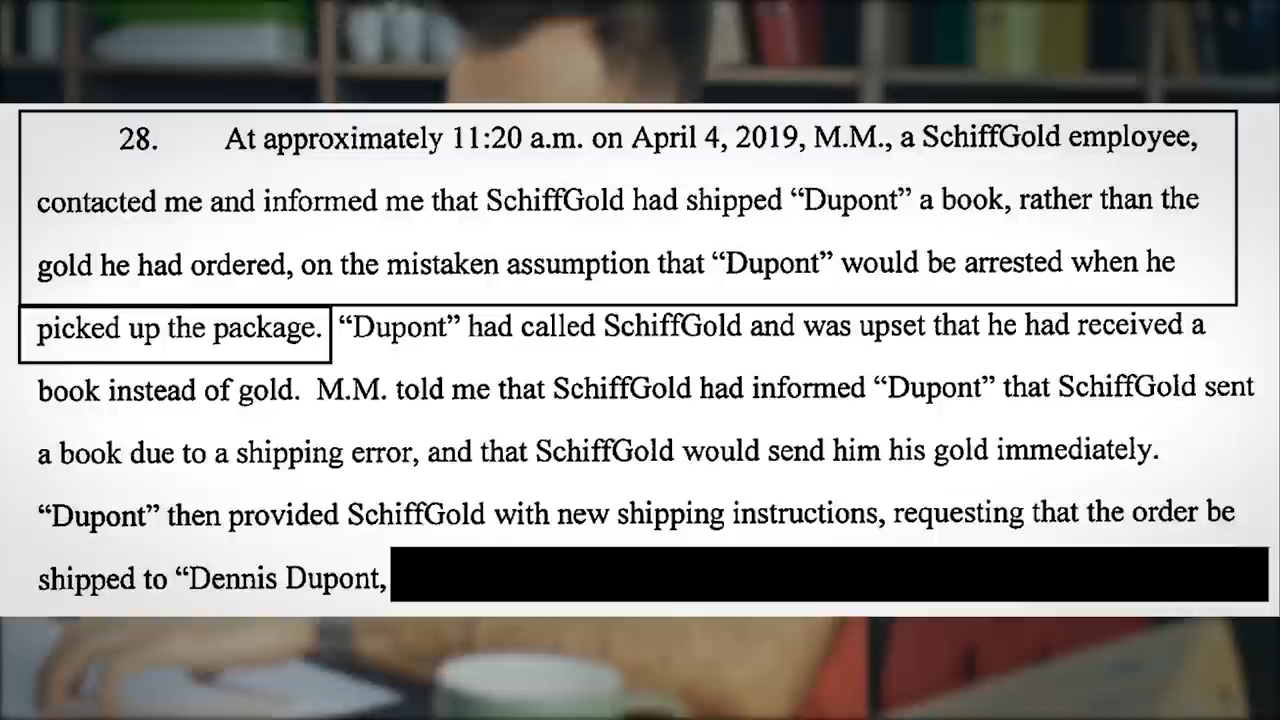 28. At approximately 11:20 a.m. on April 4, 2019, M.M., a SchiffGold employee,
contacted me and informed me that SchiffGold had shipped “Dupont” a book, rather than the
gold he had ordered, on the mistaken assumption that “Dupont” would be arrested when he
picked up the package. “Dupont” had called SchiffGold and was upset that he had received a
book instead of gold.  M.M. told me that SchiffGold had informed “Dupont” that SchiffGold sent
a book due to a shipping error, and that SchiffGold would send him his gold immediately.
“Dupont” then provided SchiffGold with new shipping instructions, requesting that the order be
shipped to “Dennis Dupont,